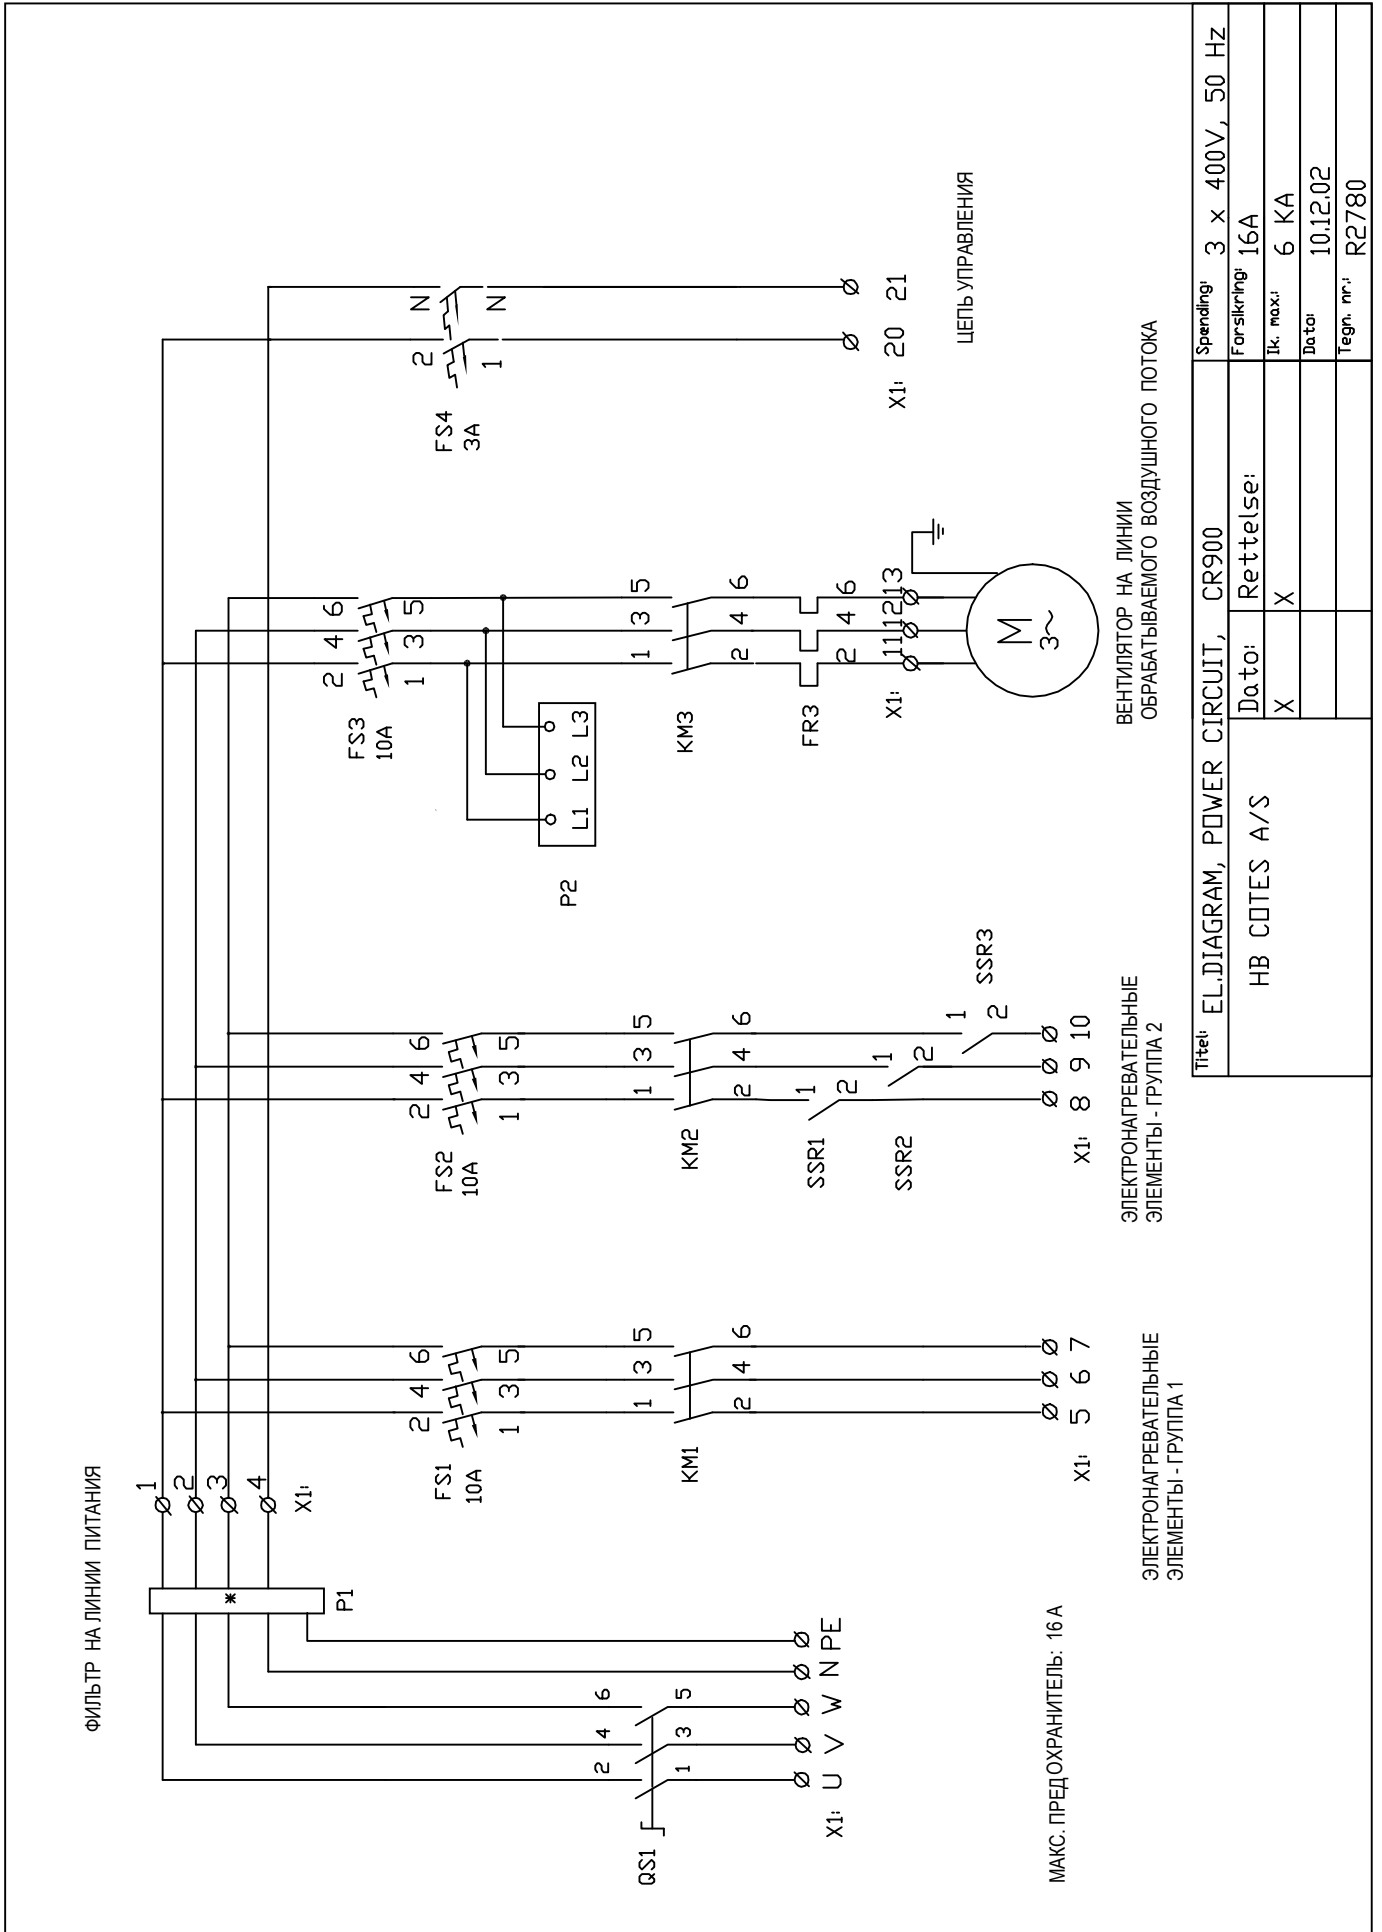 ФИЛЬТР НА ЛИНИИ ПИТАНИЯ
1
2
3
4
X1:
P1
*
QS1
2 4 6
1 3 5
X1: U V W N PE
МАКС. ПРЕДОХРАНИТЕЛЬ: 16 А
FS1
10A
2 4 6
1 3 5
KM1
1 3 5
2 4 6
X1: 5 6 7
ЭЛЕКТРОНАГРЕВАТЕЛЬНЫЕ
ЭЛЕМЕНТЫ - ГРУППА 1
FS2
10A
2 4 6
1 3 5
KM2
1 3 5
2 4 6
SSR1
1
2
SSR2
1
2
SSR3
1
2
X1: 8 9 10
ЭЛЕКТРОНАГРЕВАТЕЛЬНЫЕ
ЭЛЕМЕНТЫ - ГРУППА 2
FS3
10A
2 4 6
1 3 5
P2
L1 L2 L3
KM3
1 3 5
2 4 6
FR3
2 4 6
X1: 11 12 13
M
3~
ВЕНТИЛЯТОР НА ЛИНИИ
ОБРАБАТЫВАЕМОГО ВОЗДУШНОГО ПОТОКА
FS4
3A
2 N
1 N
X1: 20 21
ЦЕПЬ УПРАВЛЕНИЯ
Titel: EL.DIAGRAM, POWER CIRCUIT, CR900
HB COTES A/S
Dato: Rettelse:
X X
Spænding: 3 x 400V, 50 Hz
Forsikring: 16A
Ik. max.: 6 KA
Dato: 10.12.02
Tegn. nr.: R2780